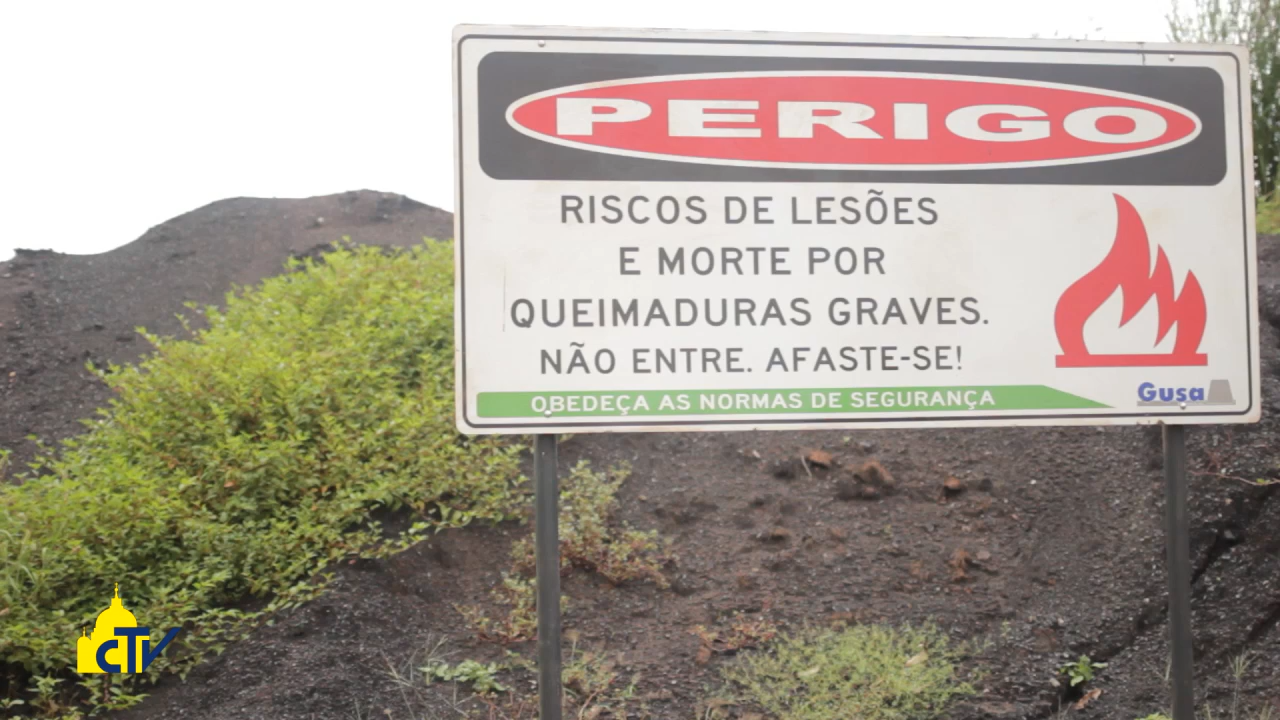 PERIGO
RISCOS DE LESÕES
E MORTE POR
QUEIMADURAS GRAVES.
NÃO ENTRE. AFASTE-SE!
OBEDEÇA AS NORMAS DE SEGURANÇA
Gusa
CTV